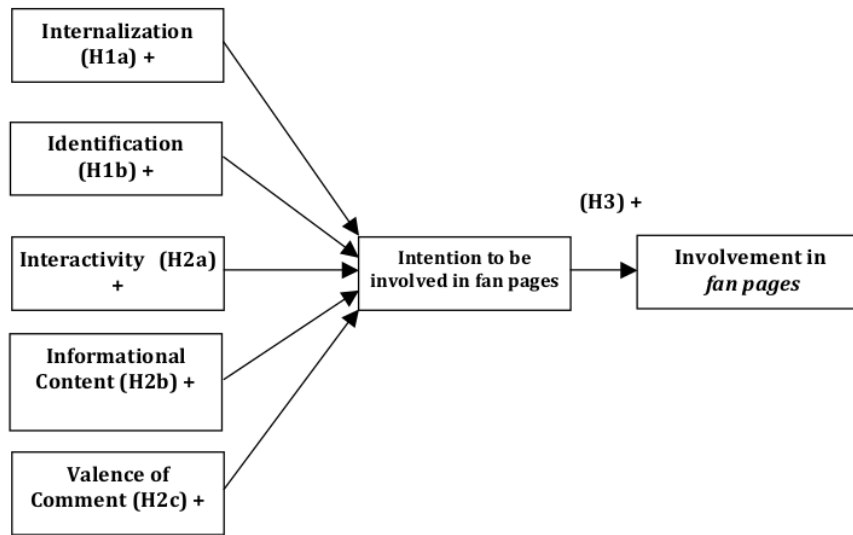 Internalization
(H1a) +
Identification
(H1b) +
(H3) +
Interactivity (H2a)
+
Intention to be
involved in fan pages
Involvement in
fan pages
Informational
Content (H2b) +
Valence of
Comment (H2c) +